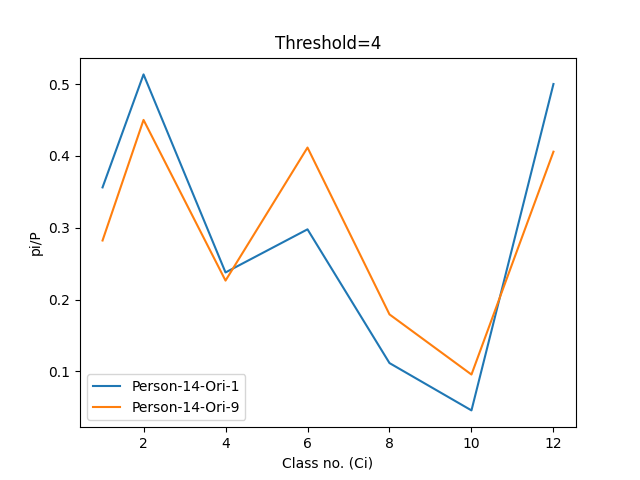 Threshold=4
0.5
0.4
0.3
0.2
0.1
pi/P
Person-14-Ori-1
Person-14-Ori-9
2 4 6 8 10 12
Class no. (Ci)